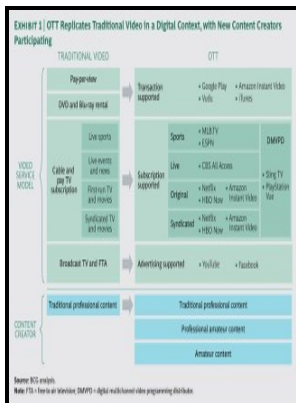 EXHIBIT 1 | OTT Replicates Traditional Video in a Digital Context, with New Content Creators
Participating
TRADITIONAL VIDEO
OTT
Pay-per-view
DVD and Blu-ray rental
Transaction
supported
• Google Play
• Vudu
• Amazon Instant Video
• iTunes
VIDEO
SERVICE
MODEL
Cable and
pay TV
subscription
Live sports
Live events
and news
First-run TV
and movies
Syndicated TV
and movies
Subscription
supported
Sports
• MLB.TV
• ESPN
Live
• CBS All Access
Original
• Netflix
• HBO Now
• Amazon
Instant Video
Syndicated
• Netflix
• HBO Now
• Amazon
Instant Video
DMVPD
• Sling TV
• PlayStation
Vue
Broadcast TV and FTA
Advertising supported
• YouTube
• Facebook
CONTENT
CREATOR
Traditional professional content
Traditional professional content
Professional amateur content
Amateur content
Source: BCG analysis.
Note: FTA = free-to-air television; DMVPD = digital multichannel video programming distributor.